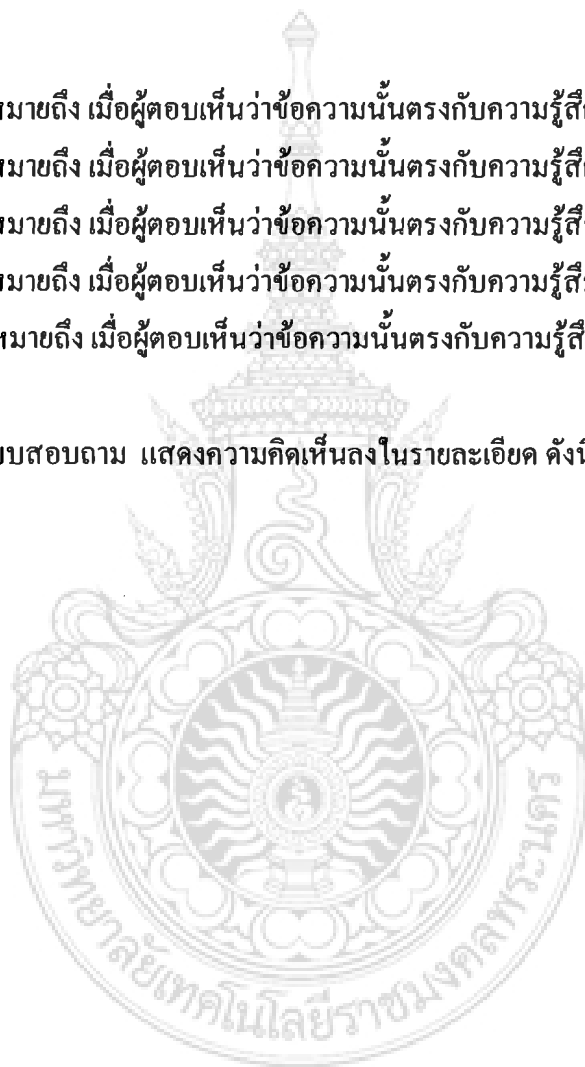 หมายถึง เมื่อผู้ตอบเห็นว่าข้อความนั้นตรงกับความรู้สึ
หมายถึง เมื่อผู้ตอบเห็นว่าข้อความนั้นตรงกับความรู้สึ
หมายถึง เมื่อผู้ตอบเห็นว่าข้อความนั้นตรงกับความรู้สึ
หมายถึง เมื่อผู้ตอบเห็นว่าข้อความนั้นตรงกับความรู้สึ
หมายถึง เมื่อผู้ตอบเห็นว่าข้อความนั้นตรงกับความรู้สึ
บบสอบถาม แสดงความคิดเห็นลงในรายละเอียด ดังนี
มหาวิทยาลัยเทคโนโลยีราชมงคลพระนคร